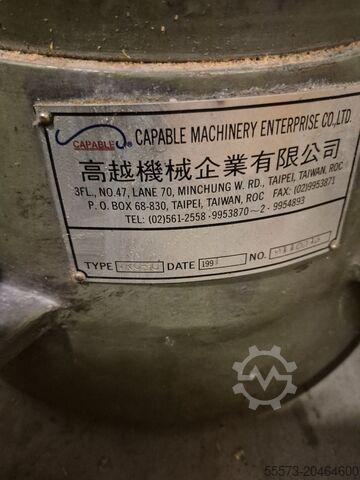 CAPABLE
CAPABLE MACHINERY ENTERPRISE CO., LTD.
高越機械企業有限公司
3FL., NO.47, LANE 70, MINCHUNG W. RD., TAIPEI, TAIWAN, ROC FAX: (02)9953871
P. O. BOX 68-830, TAIPEI, TAIWAN, ROC
TEL: (02)561-2558 · 9953870~2 · 9954893
TYPE DATE 199 NO.
55573-20464600